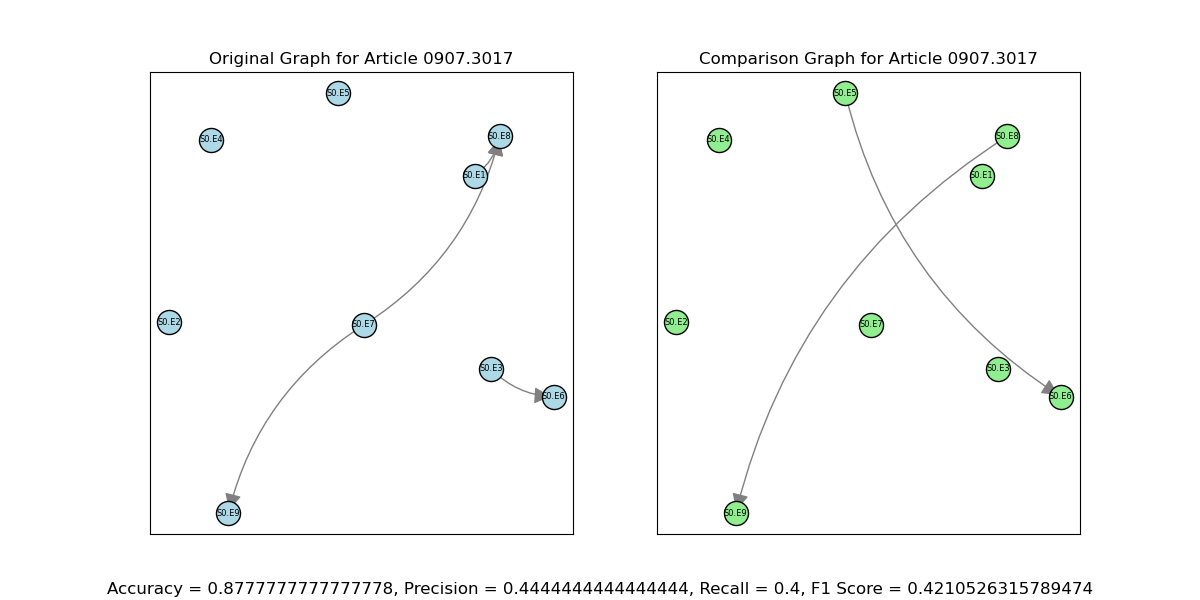 Original Graph for Article 0907.3017
Comparison Graph for Article 0907.3017
S0.E5
S0.E4
S0.E8
S0.E1
S0.E2
S0.E7
S0.E3
S0.E6
S0.E9
S0.E5
S0.E4
S0.E8
S0.E1
S0.E2
S0.E7
S0.E3
S0.E6
S0.E9
Accuracy = 0.8777777777777778, Precision = 0.4444444444444444, Recall = 0.4, F1 Score = 0.4210526315789474